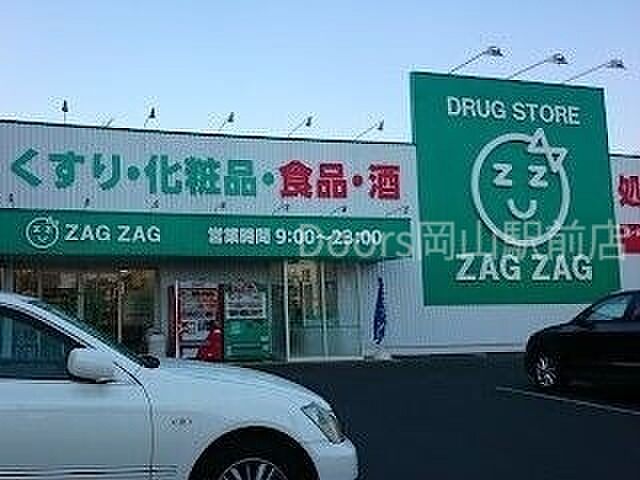 くすり・化粧品・食品・酒
ZAG ZAG 営業時間 9:00~23:00
DRUG STORE
z z
ZAG ZAG
処
Doors岡山駅前店